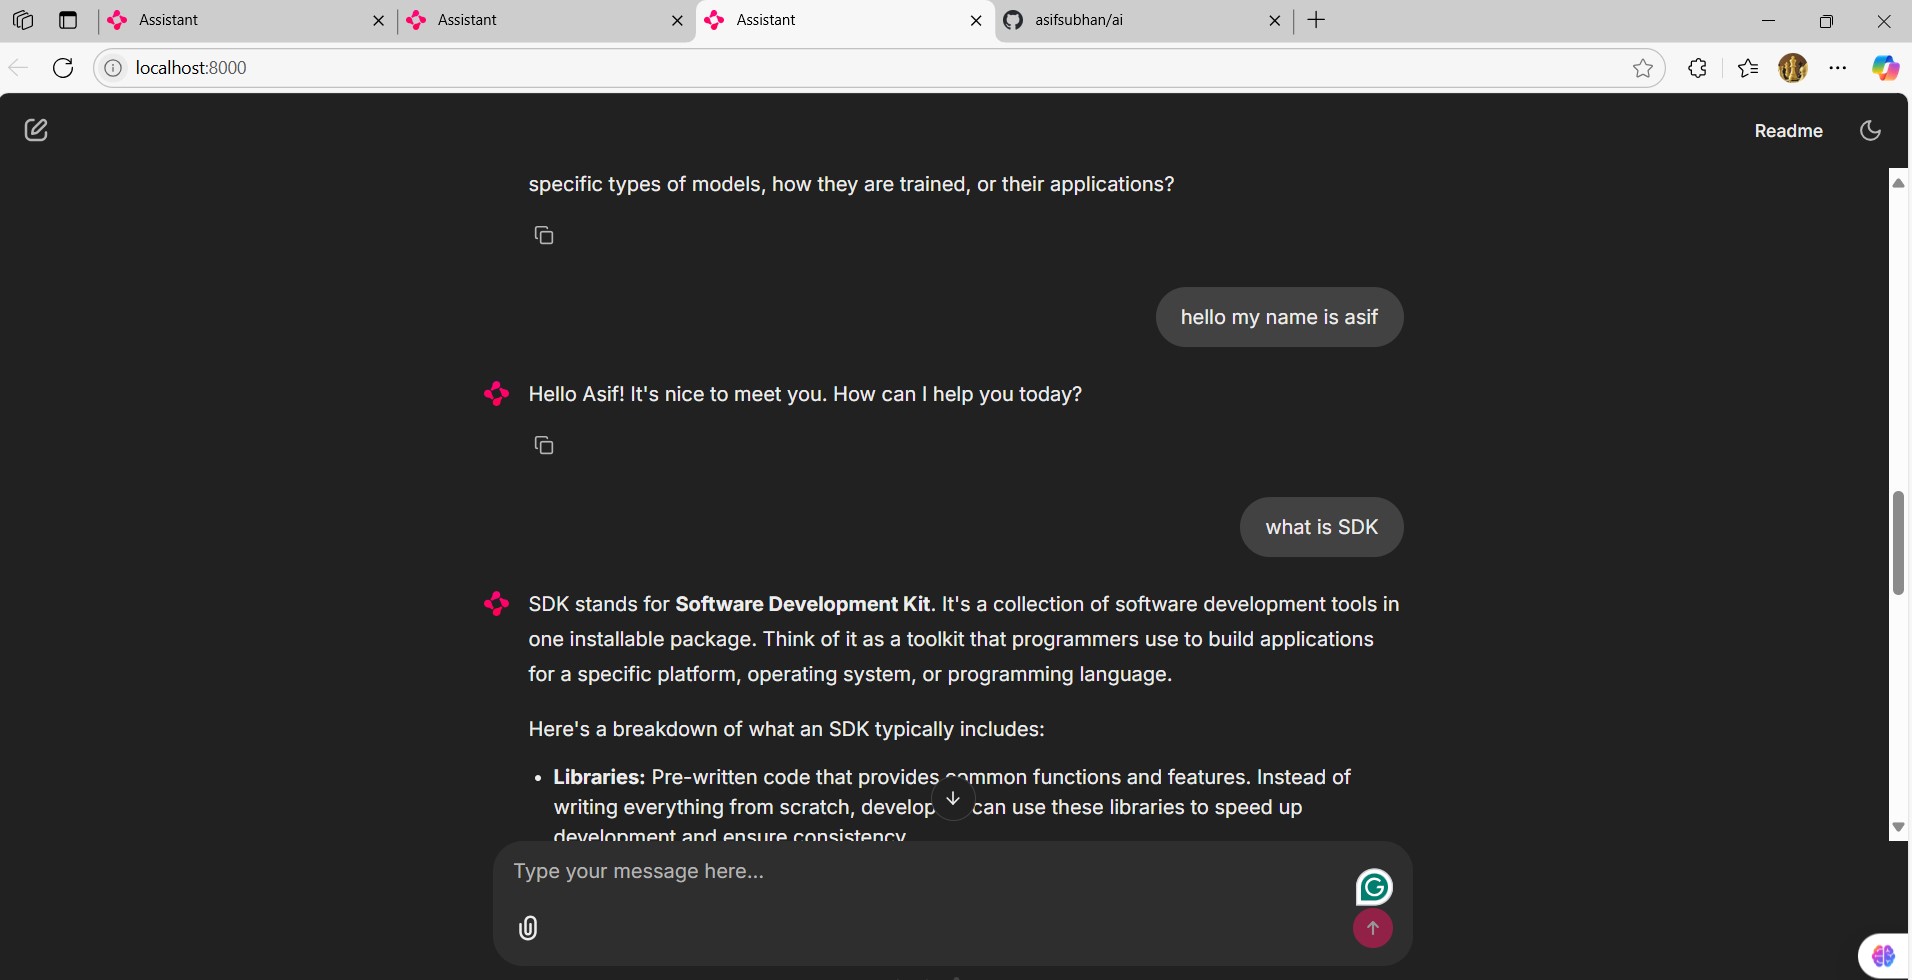 Assistant
Assistant
Assistant
asifsubhan/ai
localhost:8000
Readme
specific types of models, how they are trained, or their applications?
hello my name is asif
Hello Asif! It's nice to meet you. How can I help you today?
what is SDK
SDK stands for Software Development Kit. It's a collection of software development tools in
one installable package. Think of it as a toolkit that programmers use to build applications
for a specific platform, operating system, or programming language.
Here's a breakdown of what an SDK typically includes:
• Libraries: Pre-written code that provides common functions and features. Instead of
writing everything from scratch, develop can use these libraries to speed up
development and ensure consistency
Type your message here...